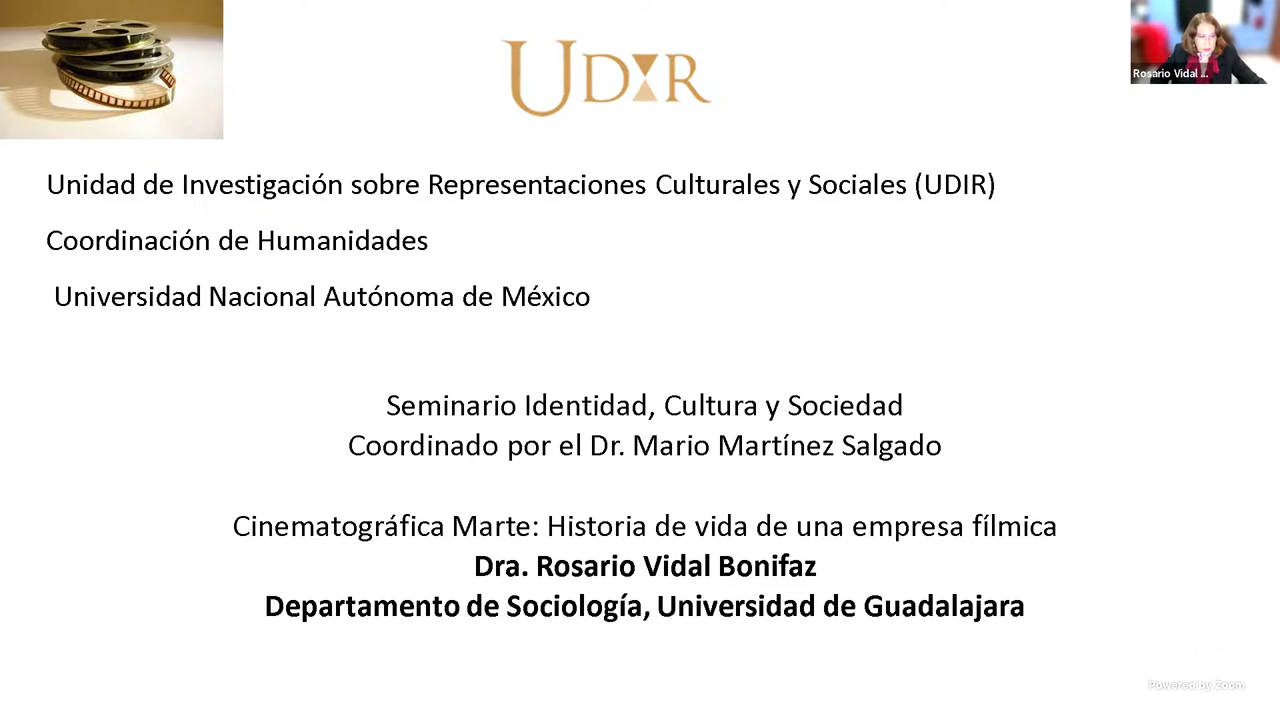 UDIR
Rosario Vidal ...
Unidad de Investigación sobre Representaciones Culturales y Sociales (UDIR)
Coordinación de Humanidades
Universidad Nacional Autónoma de México
Seminario Identidad, Cultura y Sociedad
Coordinado por el Dr. Mario Martínez Salgado
Cinematográfica Marte: Historia de vida de una empresa fílmica
Dra. Rosario Vidal Bonifaz
Departamento de Sociología, Universidad de Guadalajara
Powered by Zoom